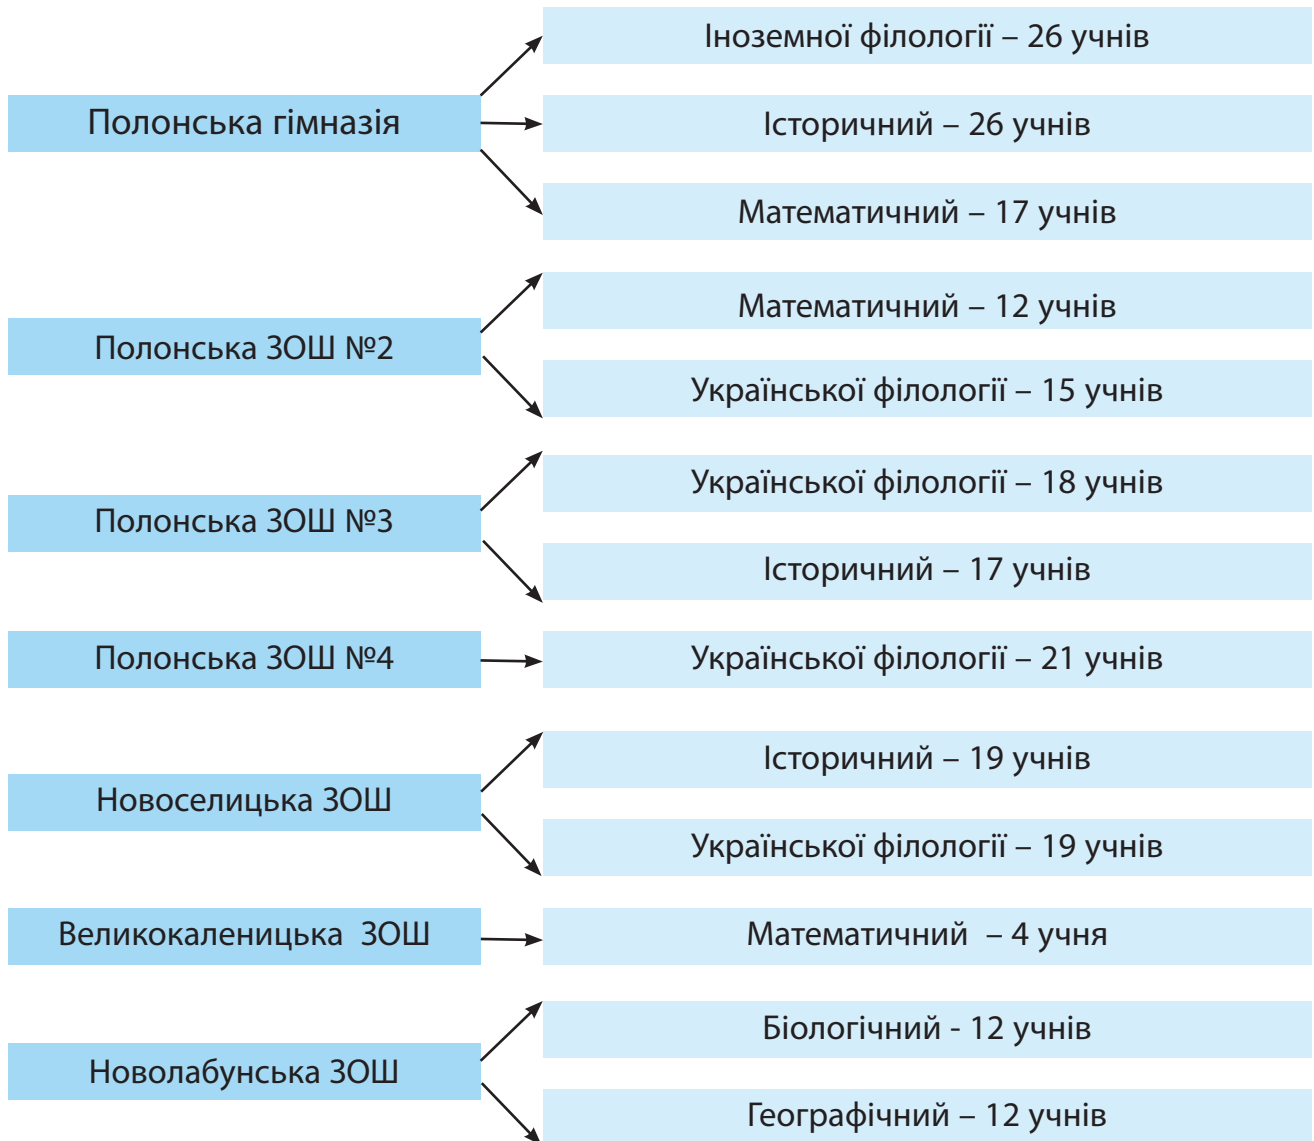 Полонська гімназія
Іноземної філології – 26 учнів
Історичний – 26 учнів
Математичний – 17 учнів
Полонська ЗОШ №2
Математичний – 12 учнів
Української філології – 15 учнів
Полонська ЗОШ №3
Української філології – 18 учнів
Історичний – 17 учнів
Полонська ЗОШ №4
Української філології – 21 учнів
Новоселицька ЗОШ
Історичний – 19 учнів
Української філології – 19 учнів
Великокаленицька ЗОШ
Математичний – 4 учня
Новолабунська ЗОШ
Біологічний - 12 учнів
Географічний – 12 учнів